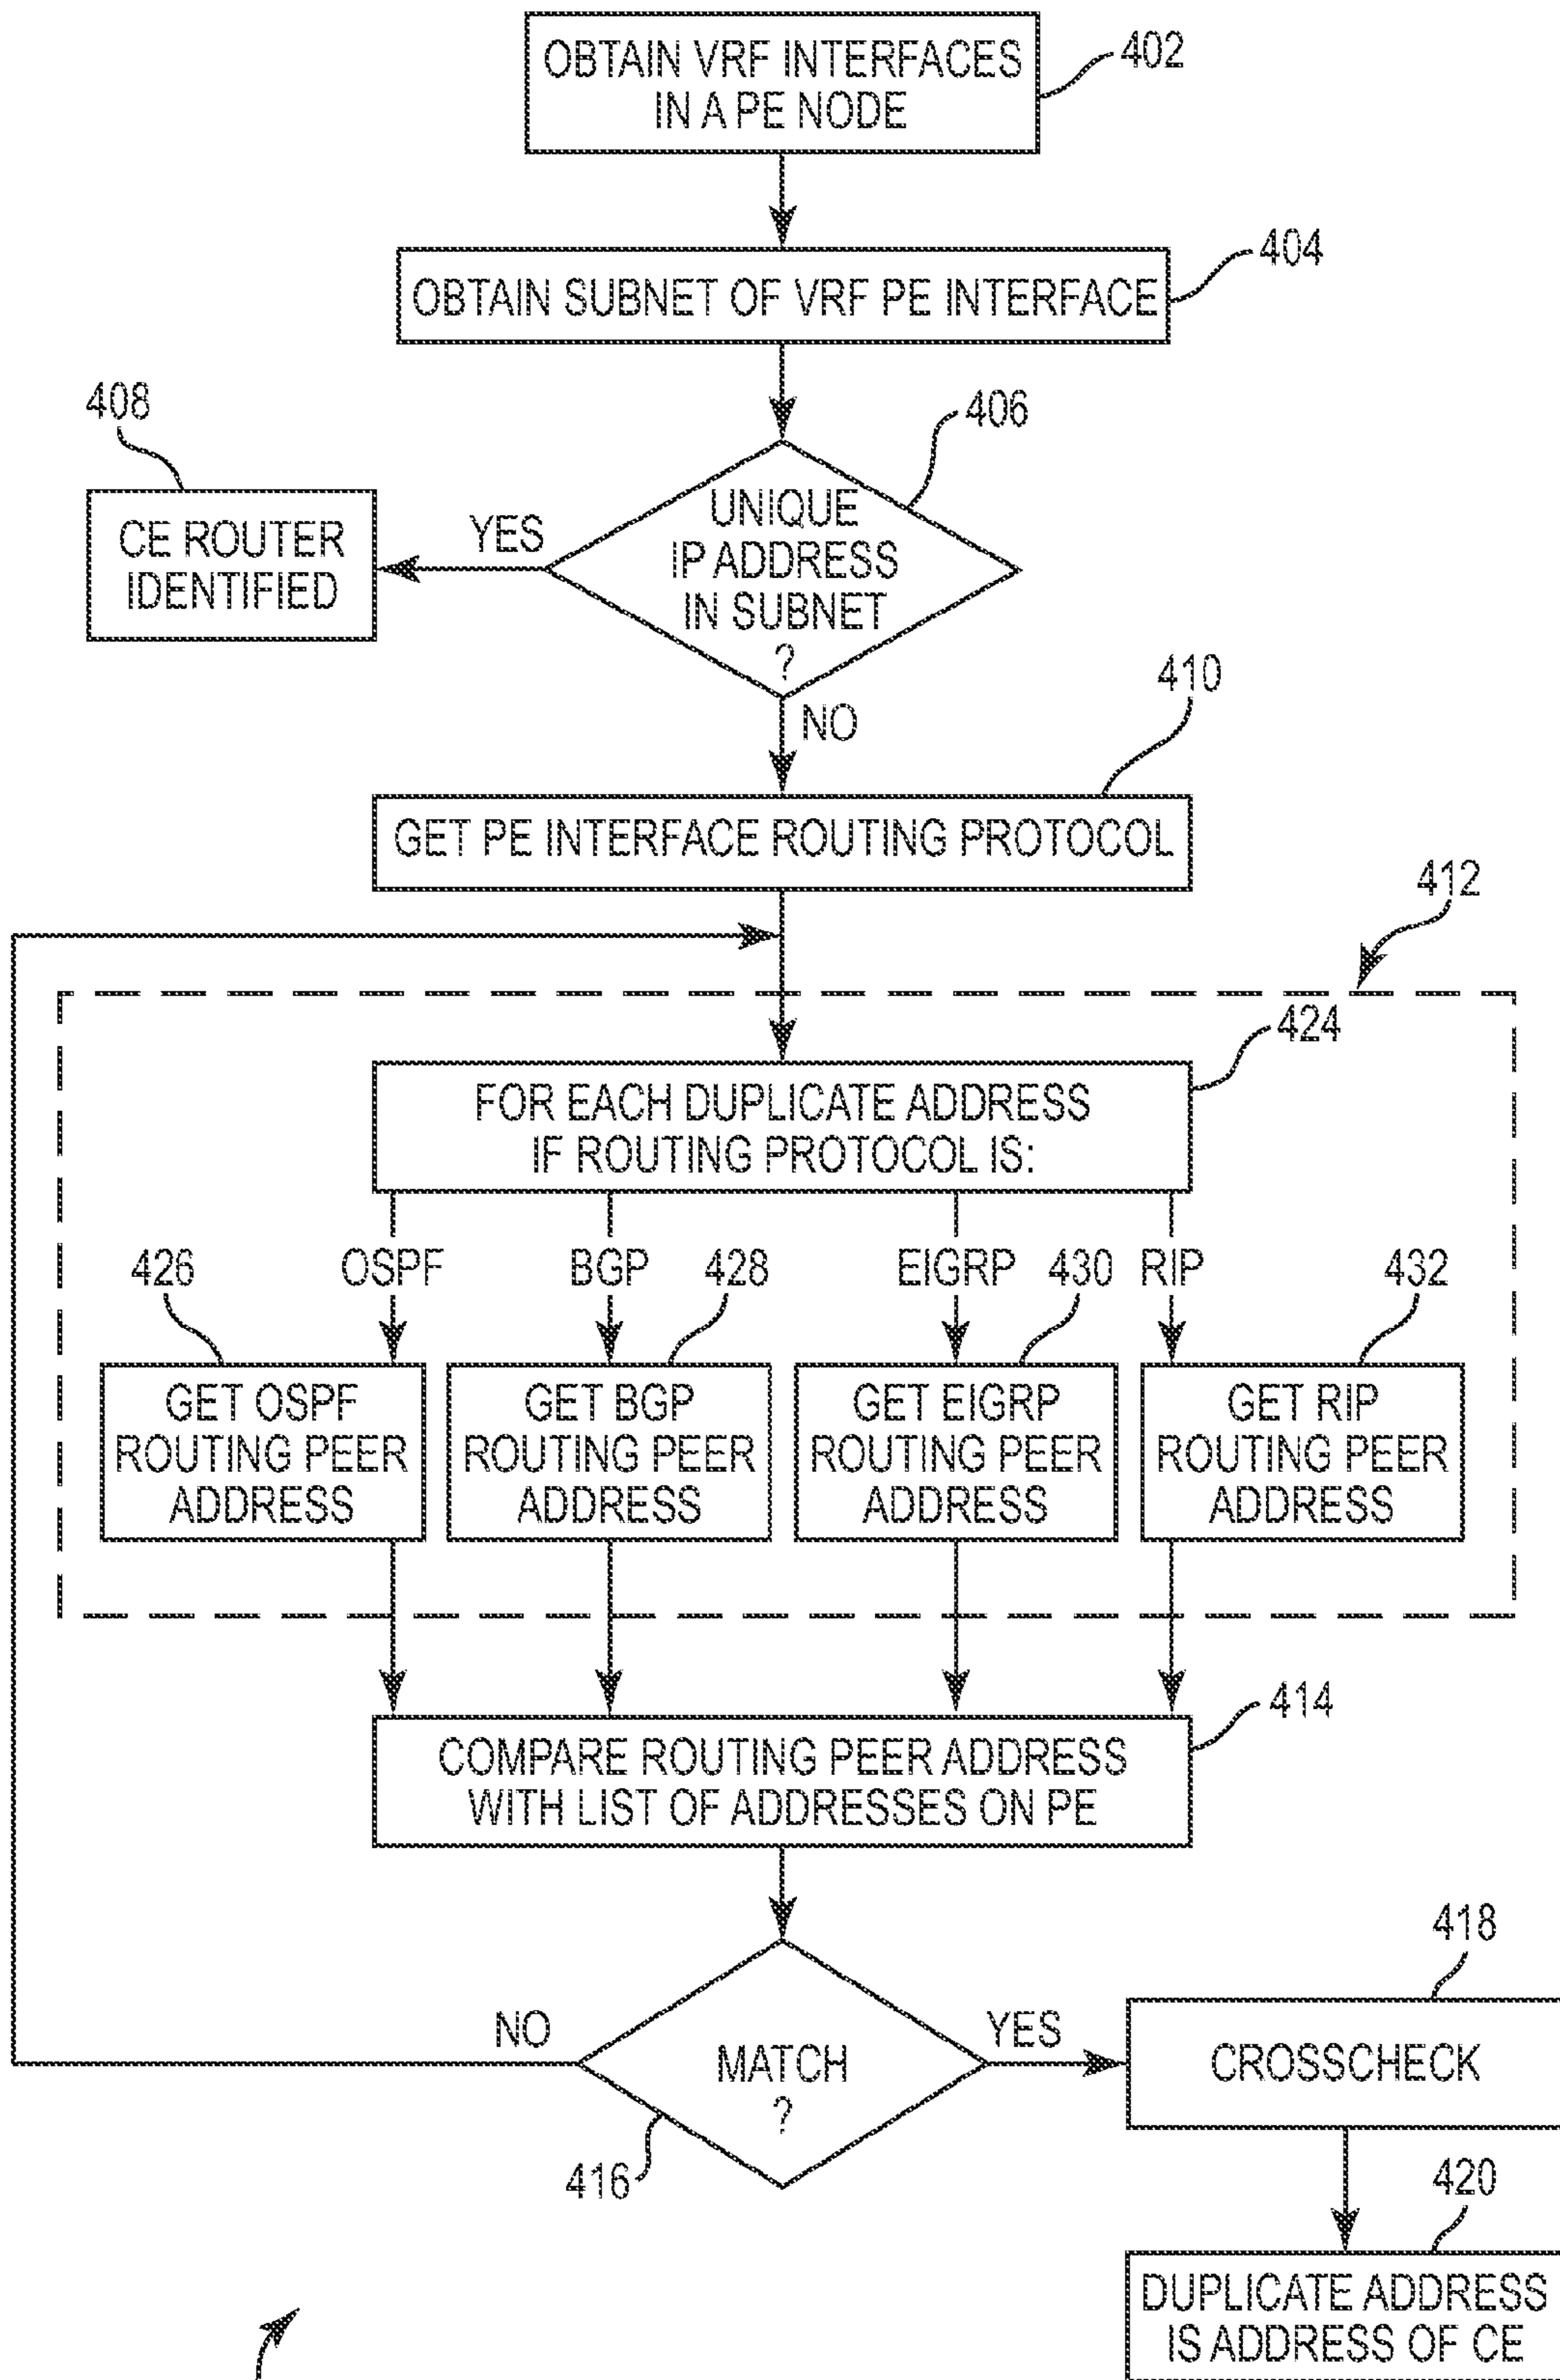 OBTAIN VRF INTERFACES
IN A PE NODE
402
OBTAIN SUBNET OF VRF PE INTERFACE
404
408
406
CE ROUTER
IDENTIFIED
YES
UNIQUE
IP ADDRESS
IN SUBNET
?
NO
410
GET PE INTERFACE ROUTING PROTOCOL
412
424
FOR EACH DUPLICATE ADDRESS
IF ROUTING PROTOCOL IS:
426 OSPF BGP 428 EIGRP 430 RIP 432
GET OSPF
ROUTING PEER
ADDRESS
GET BGP
ROUTING PEER
ADDRESS
GET EIGRP
ROUTING PEER
ADDRESS
GET RIP
ROUTING PEER
ADDRESS
414
COMPARE ROUTING PEER ADDRESS
WITH LIST OF ADDRESSES ON PE
418
NO
MATCH
?
YES
CROSSCHECK
416
420
DUPLICATE ADDRESS
IS ADDRESS OF CE